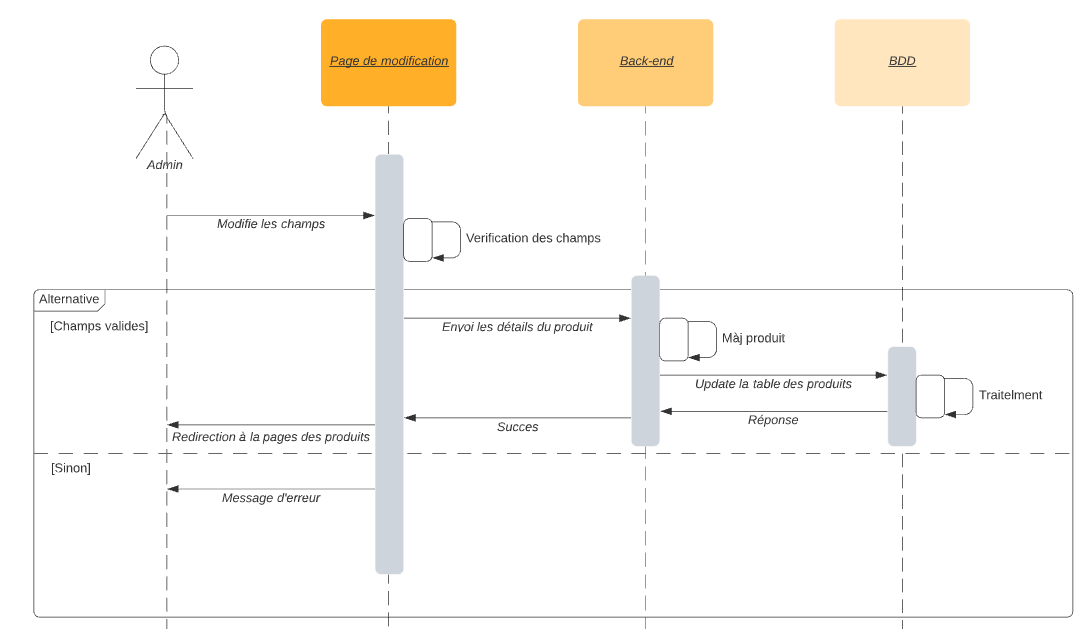 Page de modification
Back-end
BDD
Admin
Modifie les champs
Verification des champs
Alternative
[Champs valides]
Envoi les détails du produit
Màj produit
Update la table des produits
Traitelment
Réponse
Succes
Redirection à la pages des produits
[Sinon]
Message d'erreur